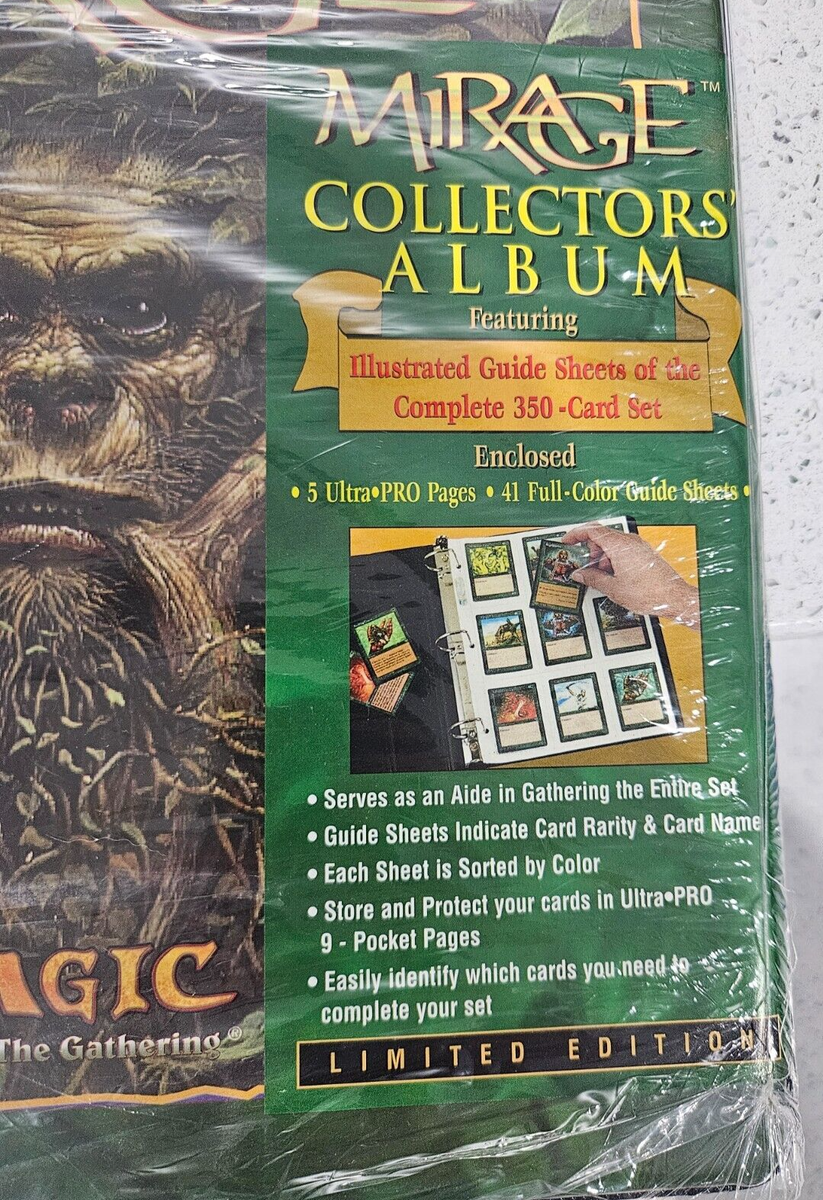 MIRAGE™
COLLECTORS'
ALBUM
Featuring
Illustrated Guide Sheets of the
Complete 350-Card Set
Enclosed
• 5 Ultra•PRO Pages • 41 Full-Color Guide Sheets •
• Serves as an Aide in Gathering the Entire Set
• Guide Sheets Indicate Card Rarity & Card Name
• Each Sheet is Sorted by Color
• Store and Protect your cards in Ultra•PRO
9 - Pocket Pages
• Easily identify which cards you need to
complete your set
LIMITED EDITION
AGIC
The Gathering®